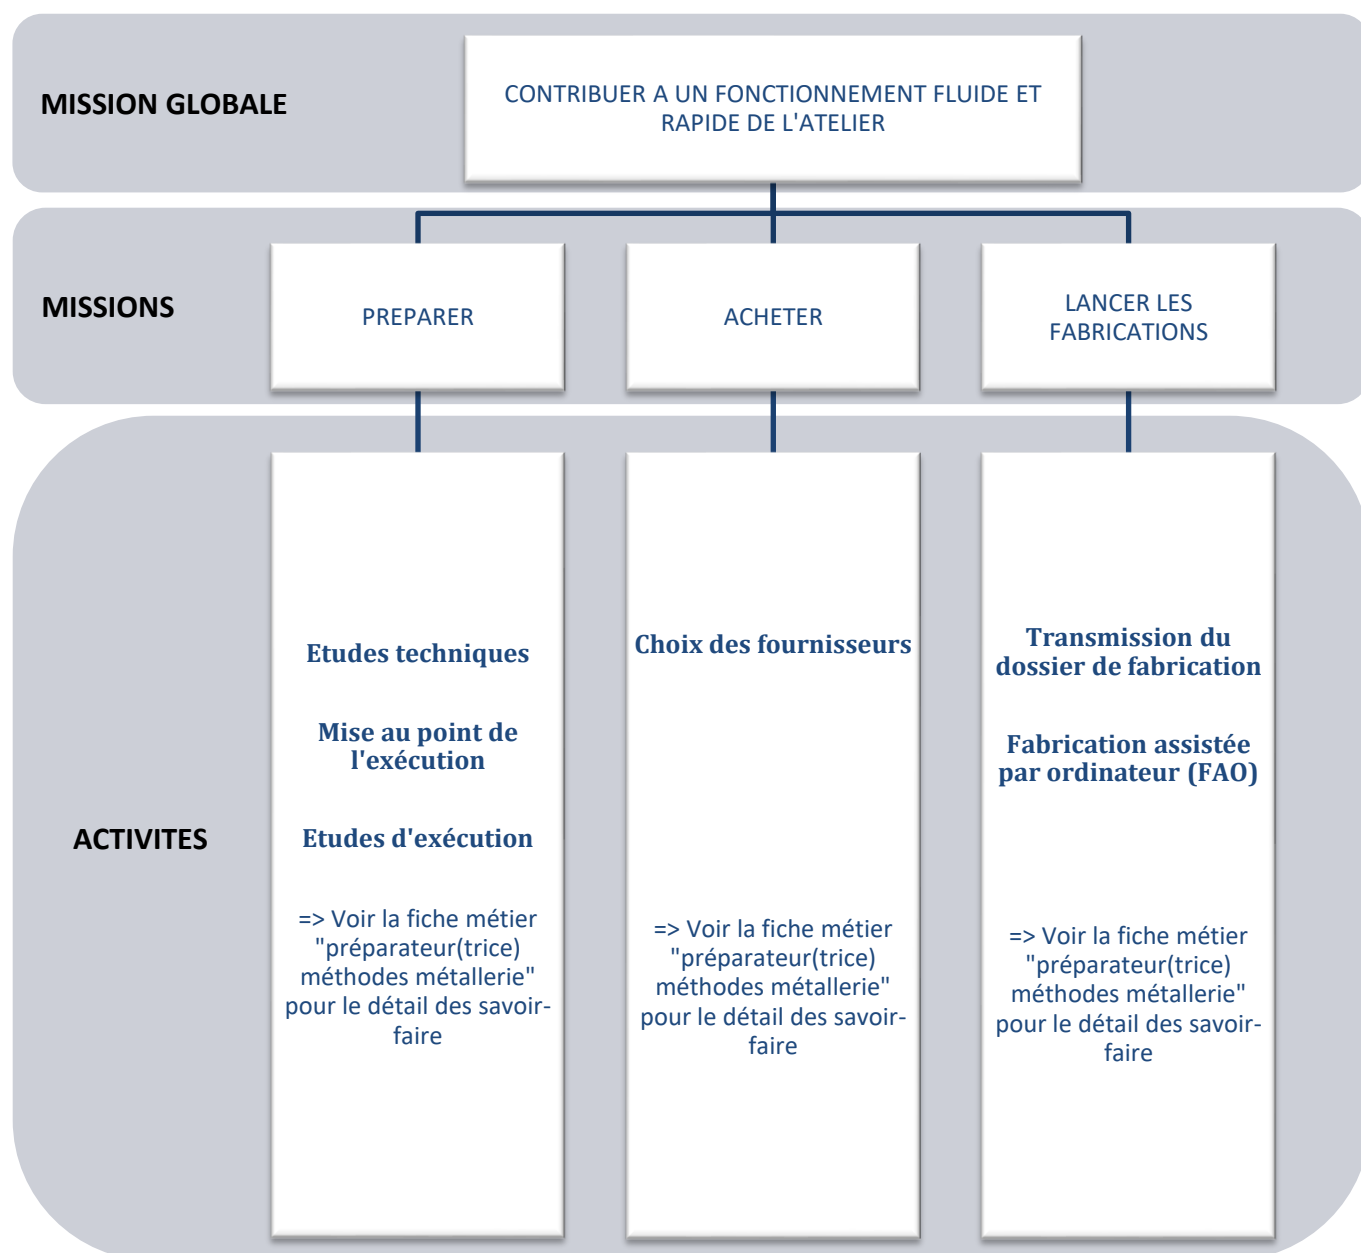 MISSION GLOBALE
CONTRIBUER A UN FONCTIONNEMENT FLUIDE ET
RAPIDE DE L'ATELIER
MISSIONS
PREPARER
ACHETER
LANCER LES
FABRICATIONS
ACTIVITES
Etudes techniques
Mise au point de
l'exécution
Etudes d'exécution
=> Voir la fiche métier
"préparateur(trice)
méthodes métallerie"
pour le détail des savoir-
faire
Choix des fournisseurs
=> Voir la fiche métier
"préparateur(trice)
méthodes métallerie"
pour le détail des savoir-
faire
Transmission du
dossier de fabrication
Fabrication assistée
par ordinateur (FAO)
=> Voir la fiche métier
"préparateur(trice)
méthodes métallerie"
pour le détail des savoir-
faire